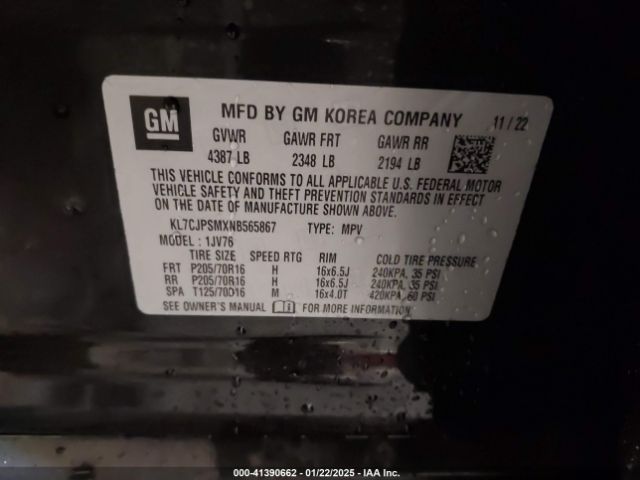 GM
MFD BY GM KOREA COMPANY 11 / 22
GVWR GAWR FRT GAWR RR
4387 LB 2348 LB 2194 LB
THIS VEHICLE CONFORMS TO ALL APPLICABLE U.S. FEDERAL MOTOR
VEHICLE SAFETY AND THEFT PREVENTION STANDARDS IN EFFECT
ON THE DATE OF MANUFACTURE SHOWN ABOVE.
KL7CJPSMXNB565867 TYPE: MPV
MODEL: 1JV76
TIRE SIZE SPEED RTG RIM COLD TIRE PRESSURE
FRT P205/70R16 H 16x6.5J 240KPA, 35 PSI
RR P205/70R16 H 16x6.5J 240KPA, 35 PSI
SPA T125/70D16 M 16x4.0T 420KPA, 60 PSI
SEE OWNER'S MANUAL FOR MORE INFORMATION
000-41390662 - 01/22/2025 - IAA Inc.